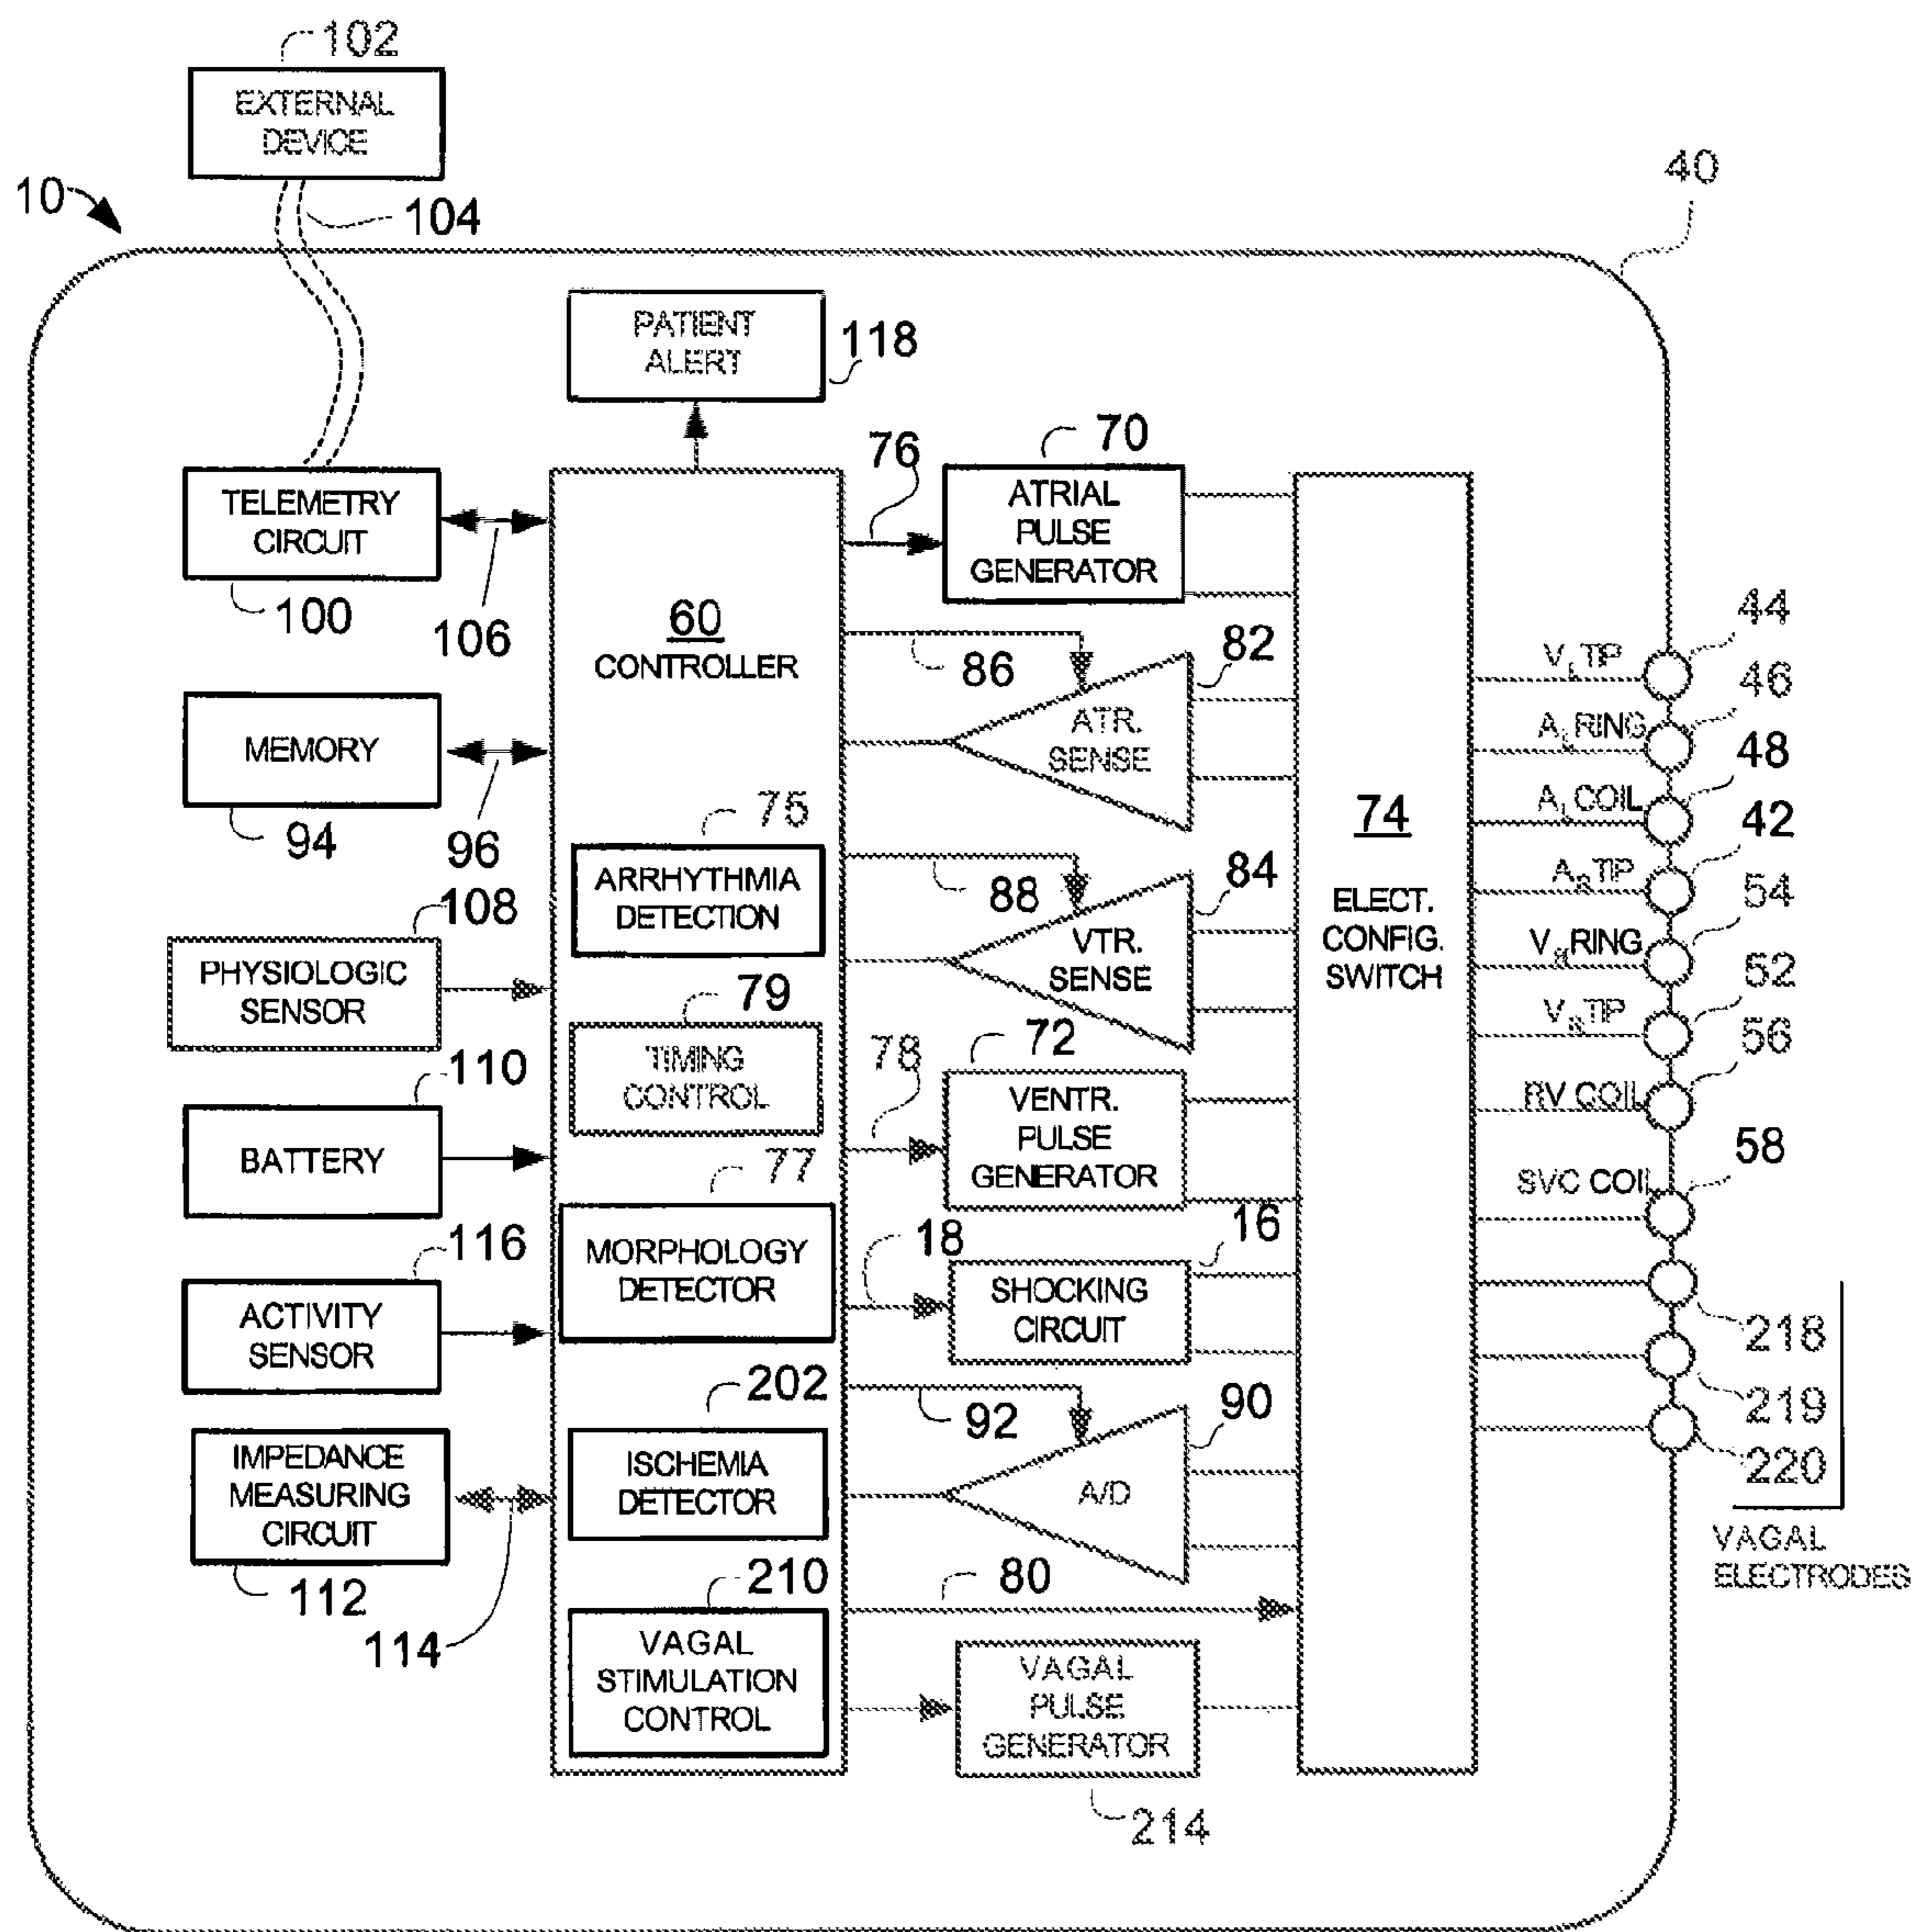 102
EXTERNAL
DEVICE
10
104
40
PATIENT
ALERT
118
TELEMETRY
CIRCUIT
100
106
60
CONTROLLER
76
70
ATRIAL
PULSE
GENERATOR
86
82
ATR.
SENSE
MEMORY
94
96
75
ARRHYTHMIA
DETECTION
88
84
VTR.
SENSE
74
ELECT.
CONFIG.
SWITCH
108
PHYSIOLOGIC
SENSOR
79
TIMING
CONTROL
78
72
VENTR.
PULSE
GENERATOR
110
BATTERY
77
MORPHOLOGY
DETECTOR
18
16
SHOCKING
CIRCUIT
116
ACTIVITY
SENSOR
202
ISCHEMIA
DETECTOR
92
90
A/D
IMPEDANCE
MEASURING
CIRCUIT
112
114
210
VAGAL
STIMULATION
CONTROL
80
VAGAL
PULSE
GENERATOR
214
VL TIP
44
AL RING
46
AL COIL
48
AR TIP
42
VR RING
54
VR TIP
52
RV COIL
56
SVC COIL
58
218
219
220
VAGAL
ELECTRODES